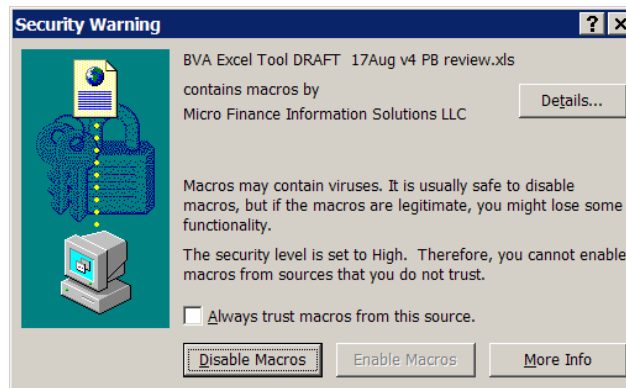 Security Warning
?
BVA Excel Tool DRAFT 17Aug v4 PB review.xls
contains macros by
Details...
Micro Finance Information Solutions LLC
Macros may contain viruses. It is usually safe to disable
macros, but if the macros are legitimate, you might lose some
functionality.
The security level is set to High. Therefore, you cannot enable
macros from sources that you do not trust.
Always trust macros from this source.
Disable Macros
Enable Macros
More Info